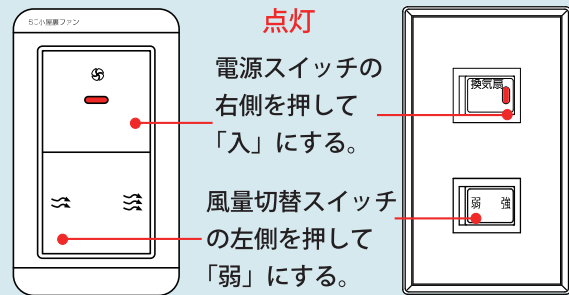 5□小屋裏ファン
点灯
電源スイッチの
右側を押して
「入」にする。
換気扇
風量切替スイッチ
の左側を押して
「弱」にする。
弱 強